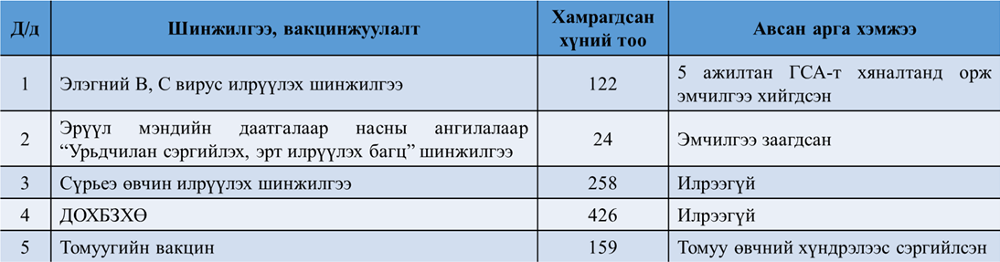 Д/д Шинжилгээ, вакцинжуулалт Хамрагдсан хүний тоо Авсан арга хэмжээ
1 Элэгний В, С вирус илрүүлэх шинжилгээ 122 5 ажилтан ГСА-т хяналтанд орж
эмчилгээ хийгдсэн
2 Эрүүл мэндийн даатгалаар насны ангилалаар
“Урьдчилан сэргийлэх, эрт илрүүлэх багц” шинжилгээ 24 Эмчилгээ заагдсан
3 Сүрьеэ өвчин илрүүлэх шинжилгээ 258 Илрээгүй
4 ДОХБЗХӨ 426 Илрээгүй
5 Томуугийн вакцин 159 Томуу өвчний хүндрэлээс сэргийлсэн